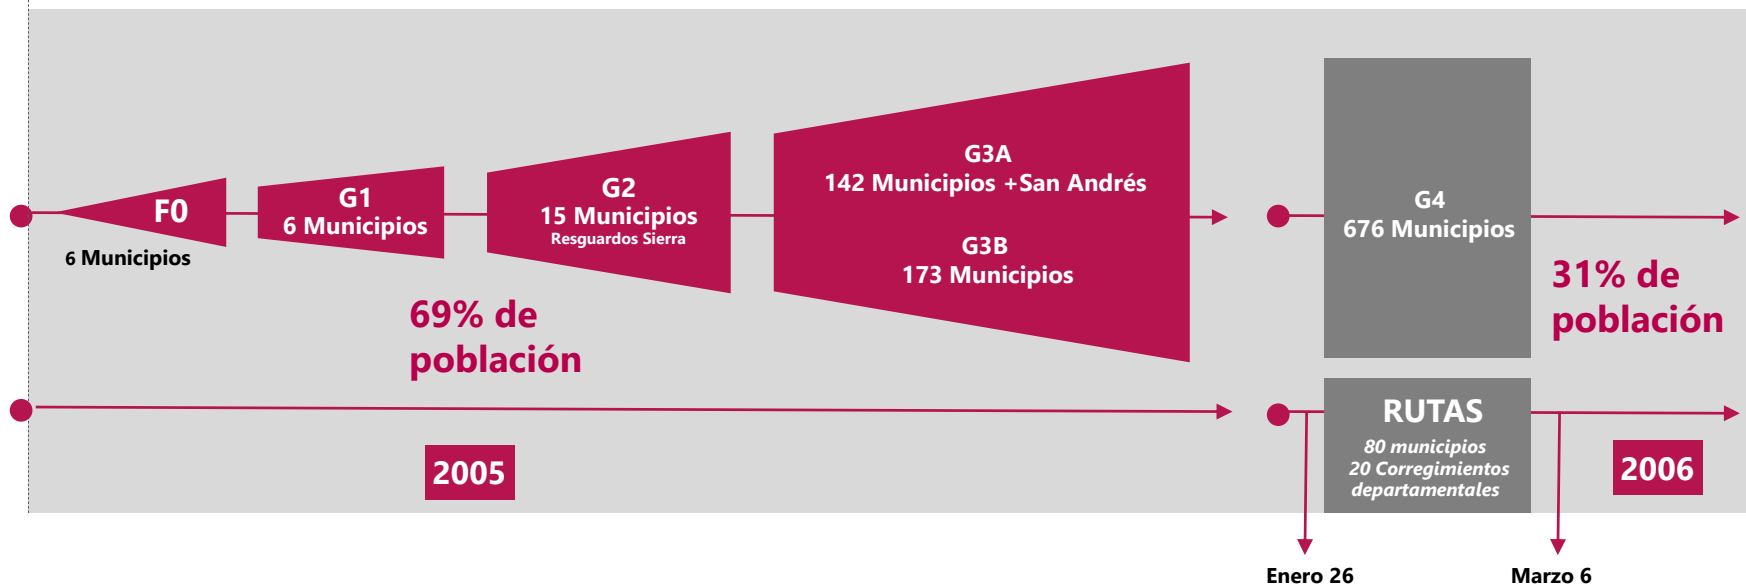 F0
6 Municipios
G1
6 Municipios
G2
15 Municipios
Resguardos Sierra
G3A
142 Municipios +San Andrés
G3B
173 Municipios
69% de
población
G4
676 Municipios
31% de
población
RUTAS
80 municipios
20 Corregimientos
departamentales
2005
2006
Enero 26
Marzo 6